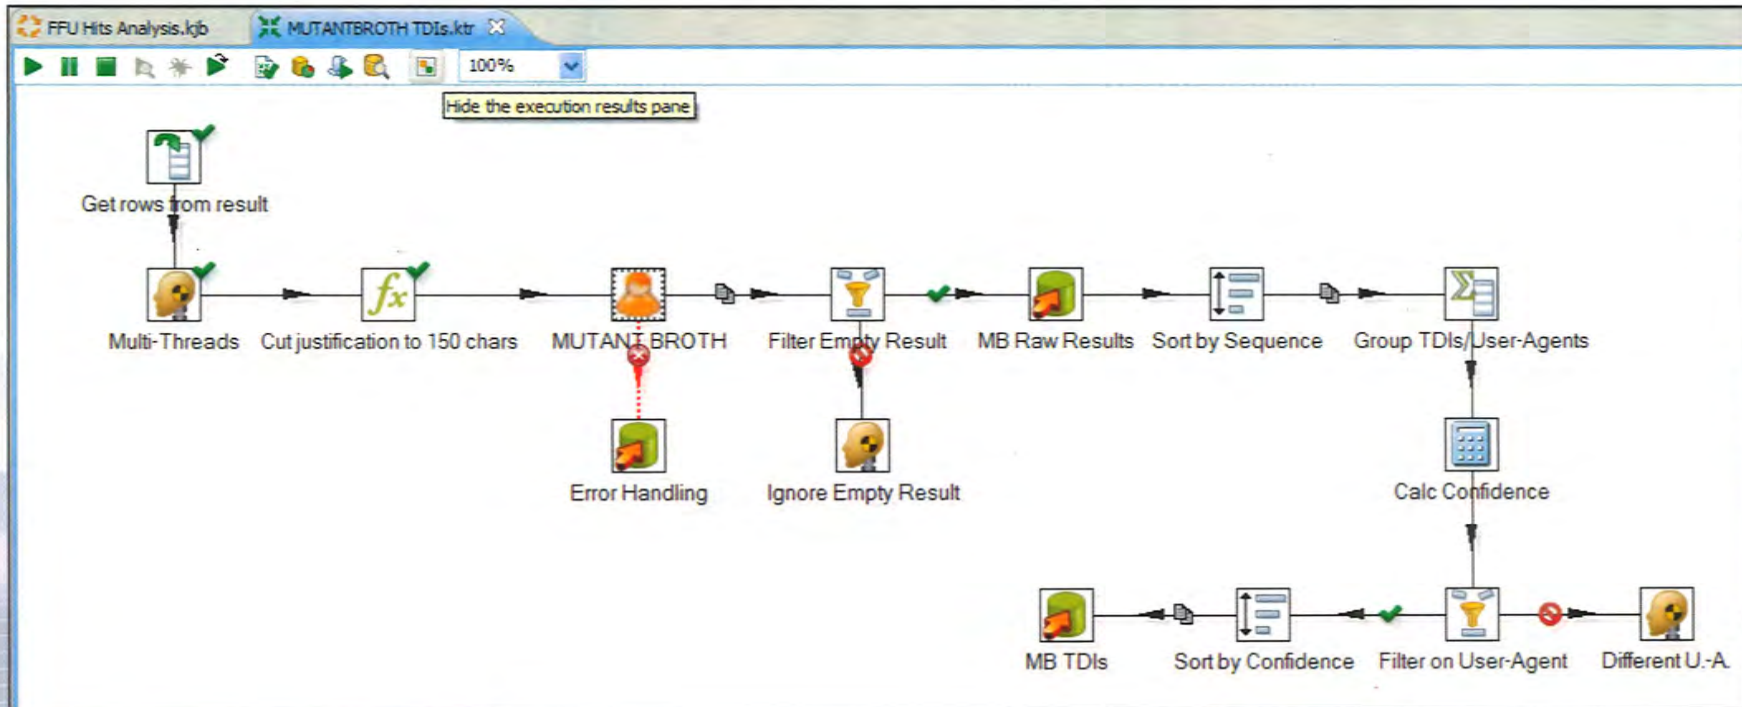 FFU Hits Analysis.kjb
MUTANTBROTH TDIs.ktr
100%
Hide the execution results pane
Get rows from result
Multi-Threads
Cut justification to 150 chars
MUTANT BROTH
Filter Empty Result
MB Raw Results
Sort by Sequence
Group TDIs/User-Agents
Error Handling
Ignore Empty Result
Calc Confidence
MB TDIs
Sort by Confidence
Filter on User-Agent
Different U.-A.